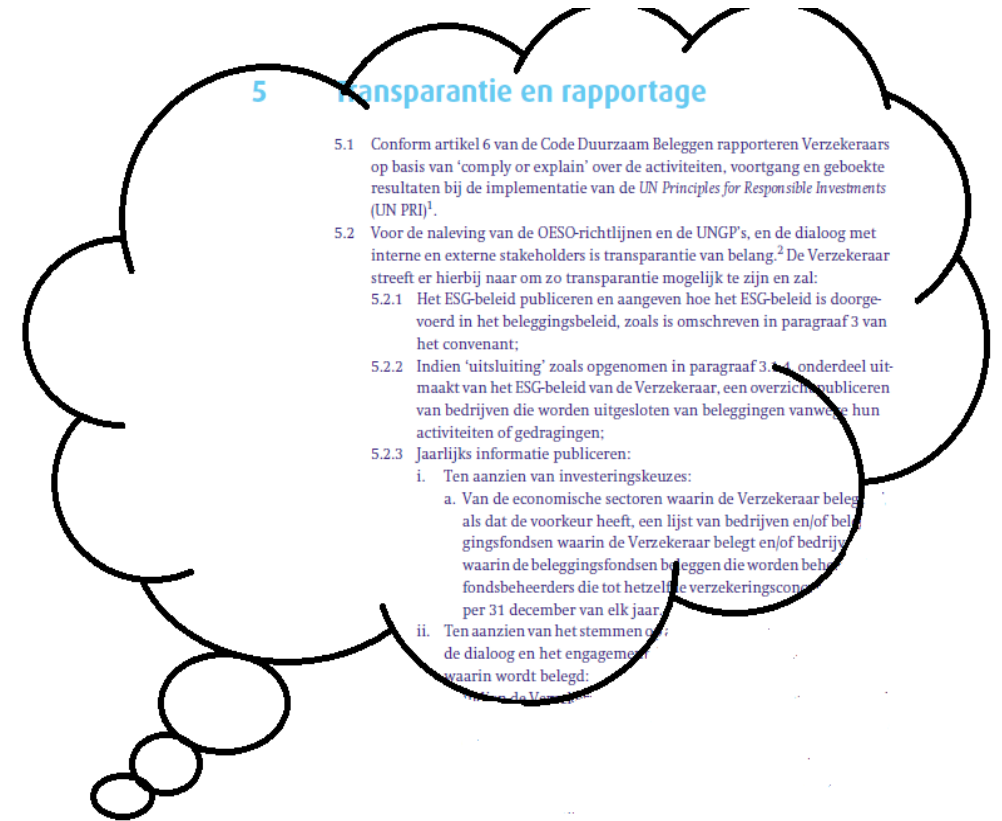 5 Transparantie en rapportage
5.1 Conform artikel 6 van de Code Duurzaam Beleggen rapporteren Verzekeraars
op basis van ‘comply or explain’ over de activiteiten, voortgang en geboekte
resultaten bij de implementatie van de UN Principles for Responsible Investments
(UN PRI)1.
5.2 Voor de naleving van de OESO-richtlijnen en de UNGP’s, en de dialoog met
interne en externe stakeholders is transparantie van belang.2 De Verzekeraar
streeft er hierbij naar om zo transparantie mogelijk te zijn en zal:
5.2.1 Het ESG-beleid publiceren en aangeven hoe het ESG-beleid is doorge-
voerd in het beleggingsbeleid, zoals is omschreven in paragraaf 3 van
het convenant;
5.2.2 Indien ‘uitsluiting’ zoals opgenomen in paragraaf onderdeel uit-
maakt van het ESG-beleid van de Verzekeraar, een overzicht publiceren
van bedrijven die worden uitgesloten van beleggingen vanwege hun
activiteiten of gedragingen;
5.2.3 Jaarlijks informatie publiceren:
i. Ten aanzien van investeringskeuzes:
a. Van de economische sectoren waarin de Verzekeraar
als dat de voorkeur heeft, een lijst van bedrijven en/of
gingsfondsen waarin de Verzekeraar belegt en/of
waarin de beleggingsfondsen beleggen die worden
fondsbeheerders die tot hetzelfde
per 31 december van elk jaar.
ii. Ten aanzien van het stemmen
de dialoog en het
waarin wordt belegd: